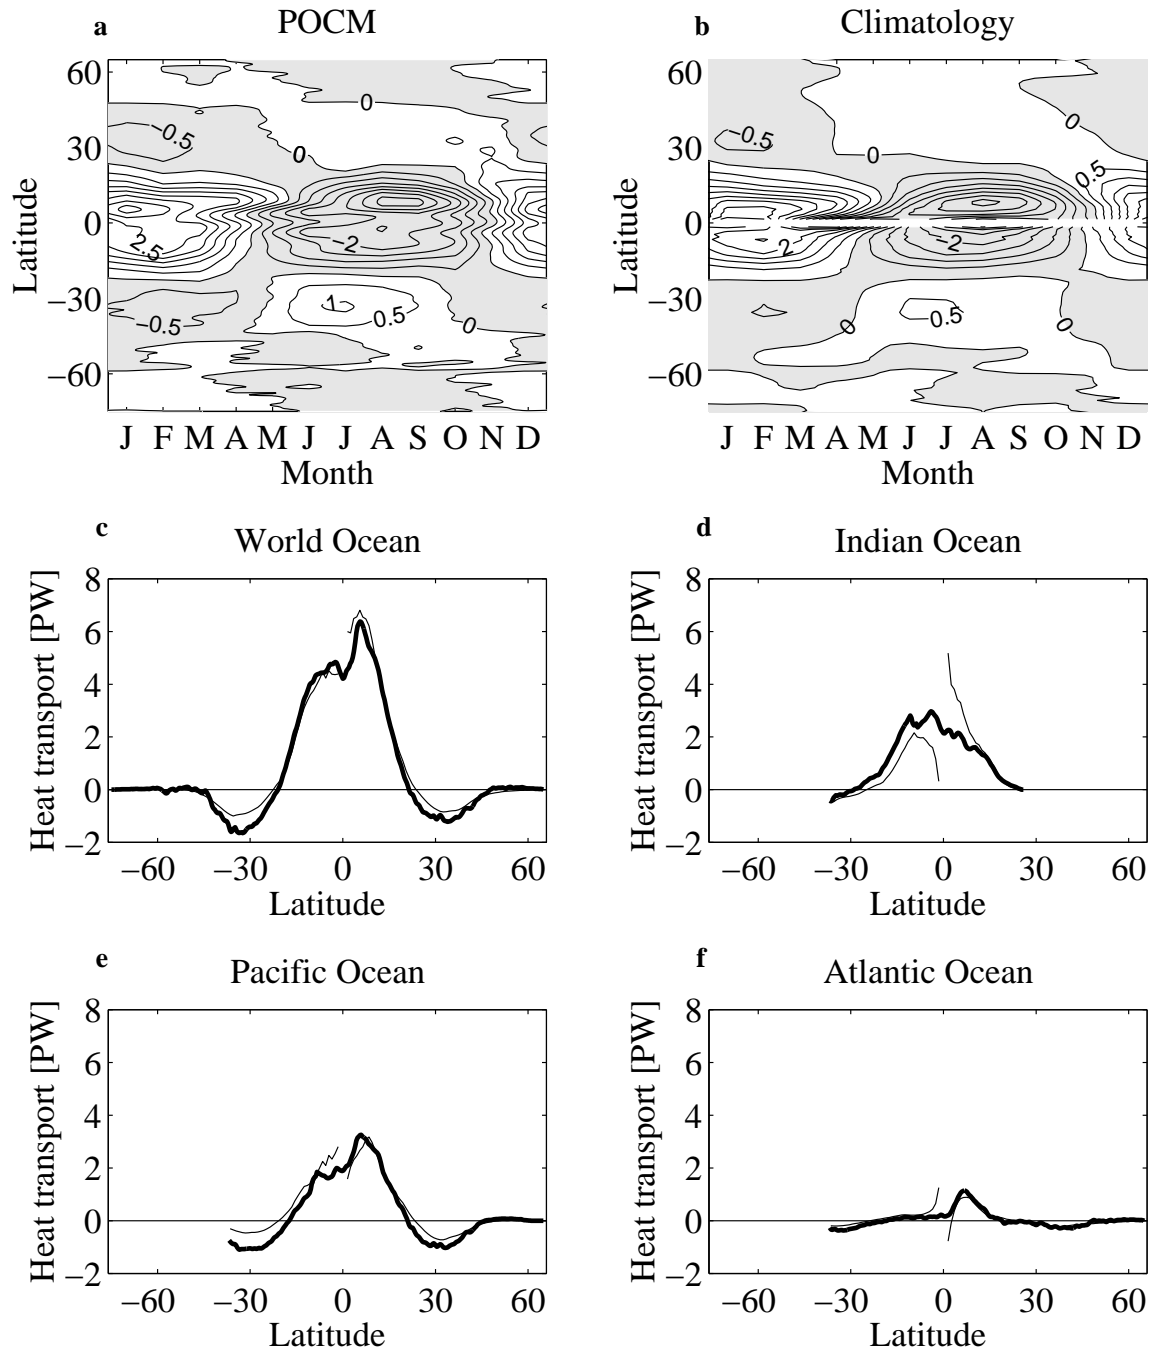 a POCM b Climatology
60 60
0 0
−0.5 −0.5
30 30
0 0 0.5
Latitude 0 Latitude 0
2.5 −2 2 −2
−30 −30
1 0.5
−0.5 0.5 0 0 0
−60 −60
J F M A M J J A S O N D J F M A M J J A S O N D
Month Month
c World Ocean d Indian Ocean
Heat transport [PW] Heat transport [PW]
8 8
6 6
4 4
2 2
0 0
−2 −2
−60 −30 0 30 60 −60 −30 0 30 60
Latitude Latitude
e Pacific Ocean f Atlantic Ocean
Heat transport [PW] Heat transport [PW]
8 8
6 6
4 4
2 2
0 0
−2 −2
−60 −30 0 30 60 −60 −30 0 30 60
Latitude Latitude